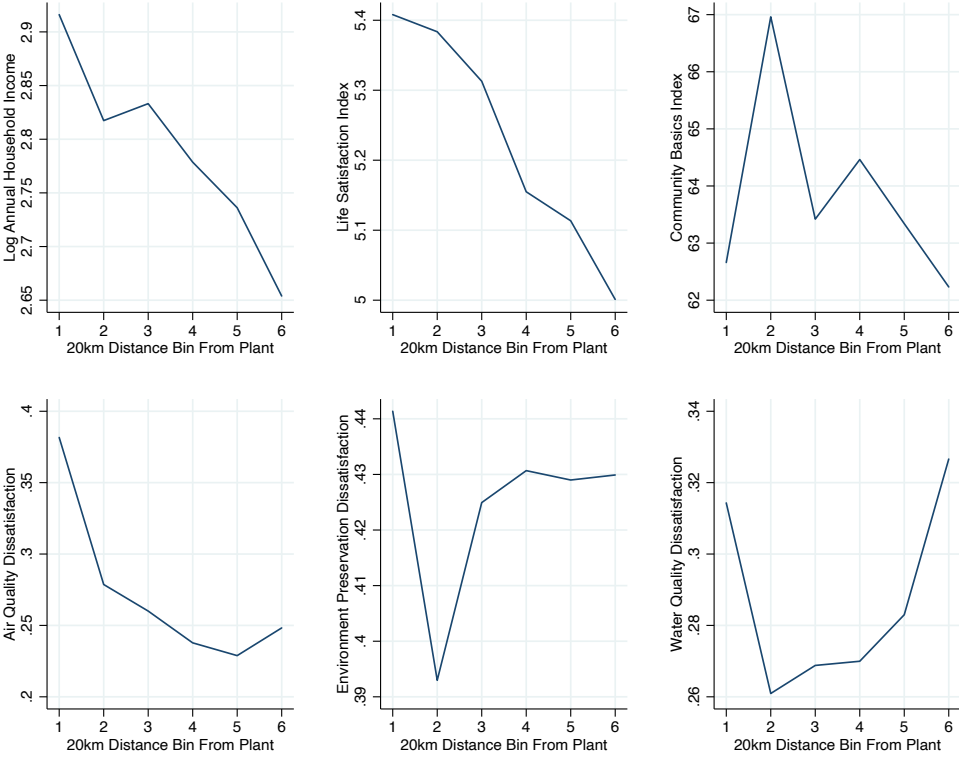 Log Annual Household Income
2.65 2.7 2.75 2.8 2.85 2.9
1 2 3 4 5 6
20km Distance Bin From Plant
Life Satisfaction Index
5 5.1 5.2 5.3 5.4
1 2 3 4 5 6
20km Distance Bin From Plant
Community Basics Index
62 63 64 65 66 67
1 2 3 4 5 6
20km Distance Bin From Plant
Air Quality Dissatisfaction
.2 .25 .3 .35 .4
1 2 3 4 5 6
20km Distance Bin From Plant
Environment Preservation Dissatisfaction
.39 .4 .41 .42 .43 .44
1 2 3 4 5 6
20km Distance Bin From Plant
Water Quality Dissatisfaction
.26 .28 .3 .32 .34
1 2 3 4 5 6
20km Distance Bin From Plant